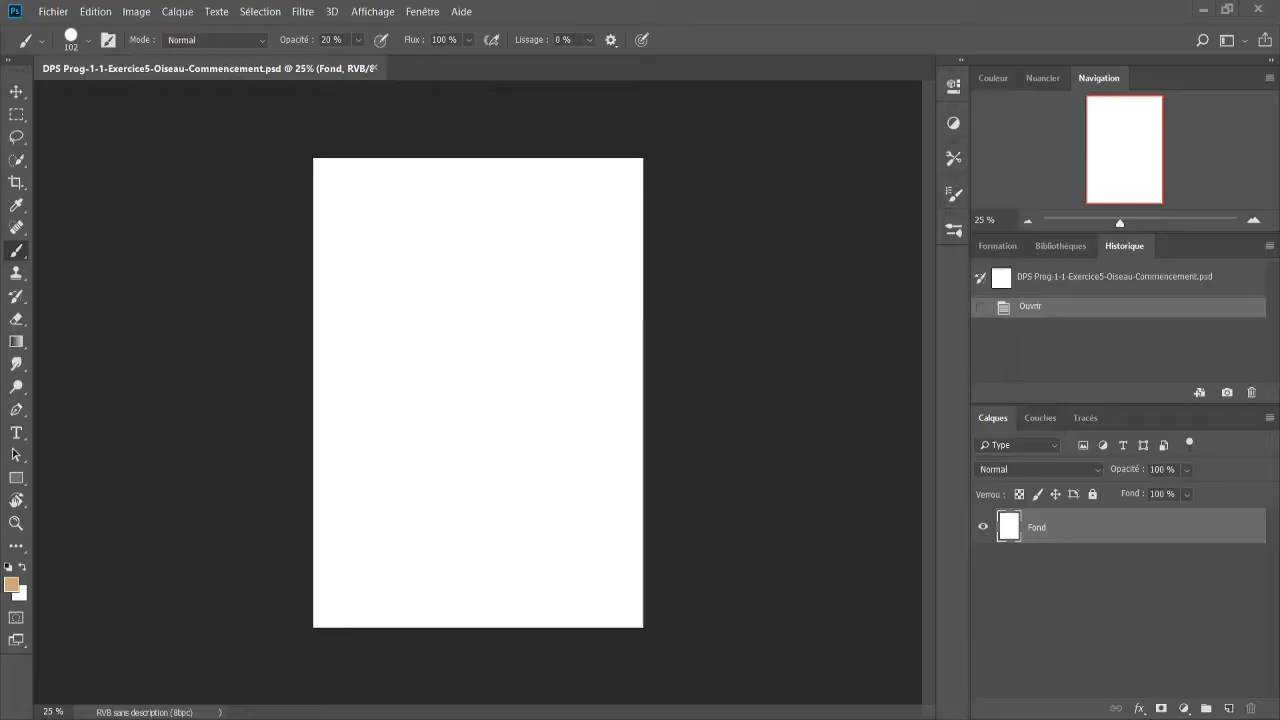 Ps Fichier Édition Image Calque Texte Sélection Filtre 3D Affichage Fenêtre Aide
102 Mode : Normal Opacité : 20 % Flux : 100 % Lissage : 0 %
DPS Prog-1-1-Exercice5-Oiseau-Commencement.psd @ 25% (Fond, RVB/8
Couleur Nuancier Navigation
25 %
Formation Bibliothèques Historique
DPS Prog-1-1-Exercice5-Oiseau-Commencement.psd
Ouvrir
Calques Couches Tracés
Type
Normal Opacité : 100 %
Verrou : Fond : 100 %
Fond
25 % RVB sans description (8bpc)